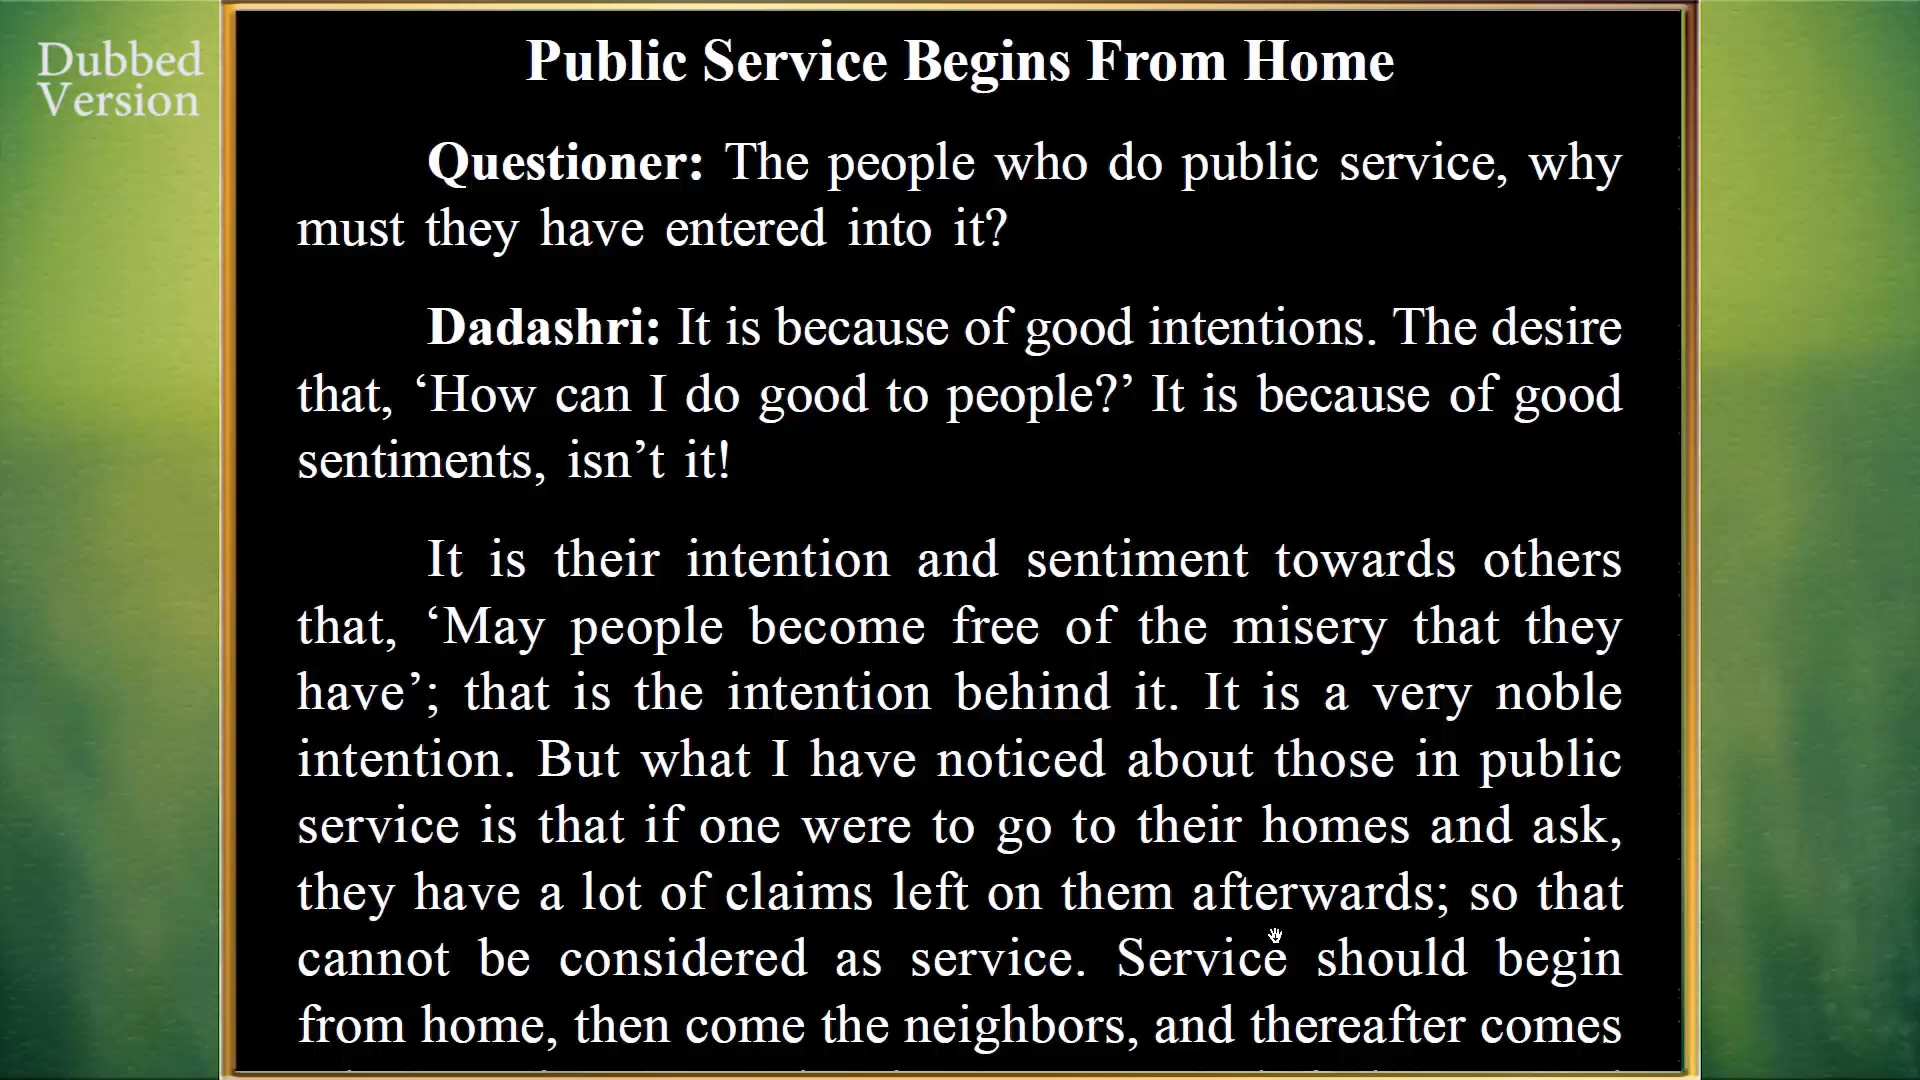 Dubbed
Version
Public Service Begins From Home
Questioner: The people who do public service, why
must they have entered into it?
Dadashri: It is because of good intentions. The desire
that, ‘How can I do good to people?’ It is because of good
sentiments, isn’t it!
It is their intention and sentiment towards others
that, ‘May people become free of the misery that they
have’; that is the intention behind it. It is a very noble
intention. But what I have noticed about those in public
service is that if one were to go to their homes and ask,
they have a lot of claims left on them afterwards; so that
cannot be considered as service. Service should begin
from home, then come the neighbors, and thereafter comes